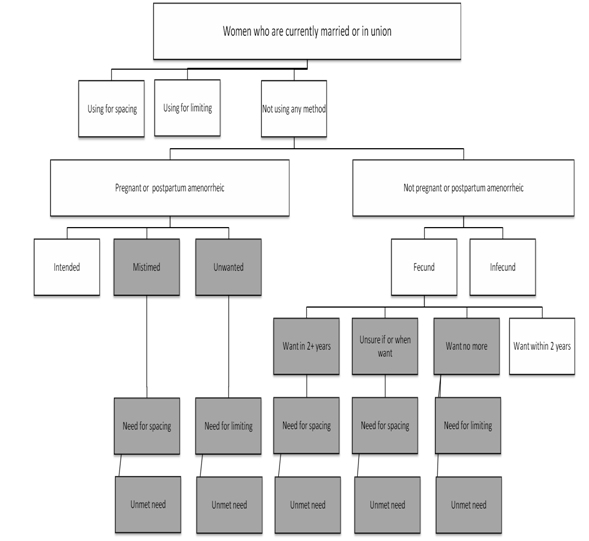 Women who are currently married or in union
Using for spacing
Using for limiting
Not using any method
Pregnant or postpartum amenorrheic
Not pregnant or postpartum amenorrheic
Intended
Mistimed
Unwanted
Fecund
Infecund
Want in 2+ years
Unsure if or when
want
Want no more
Want within 2 years
Need for spacing
Need for limiting
Need for spacing
Need for spacing
Need for limiting
Unmet need
Unmet need
Unmet need
Unmet need
Unmet need